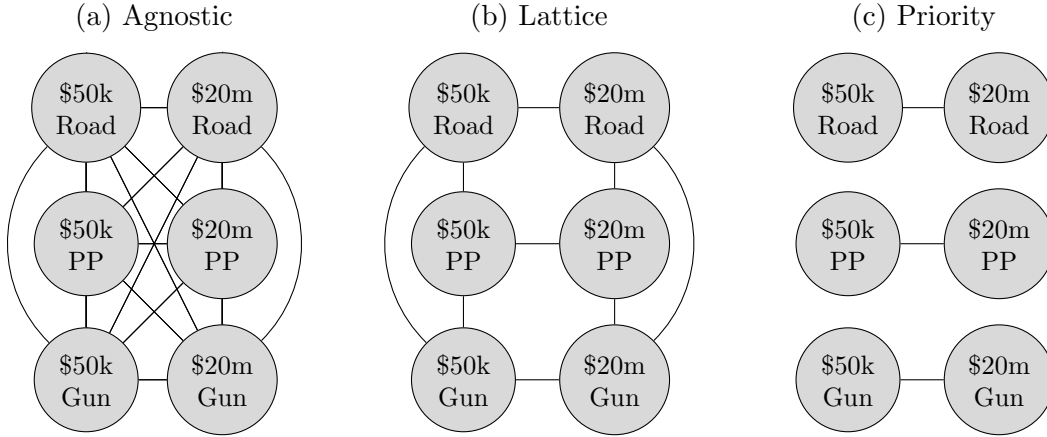 (a) Agnostic
$50k
Road
$20m
Road
$50k
PP
$20m
PP
$50k
Gun
$20m
Gun
(b) Lattice
$50k
Road
$20m
Road
$50k
PP
$20m
PP
$50k
Gun
$20m
Gun
(c) Priority
$50k
Road
$20m
Road
$50k
PP
$20m
PP
$50k
Gun
$20m
Gun